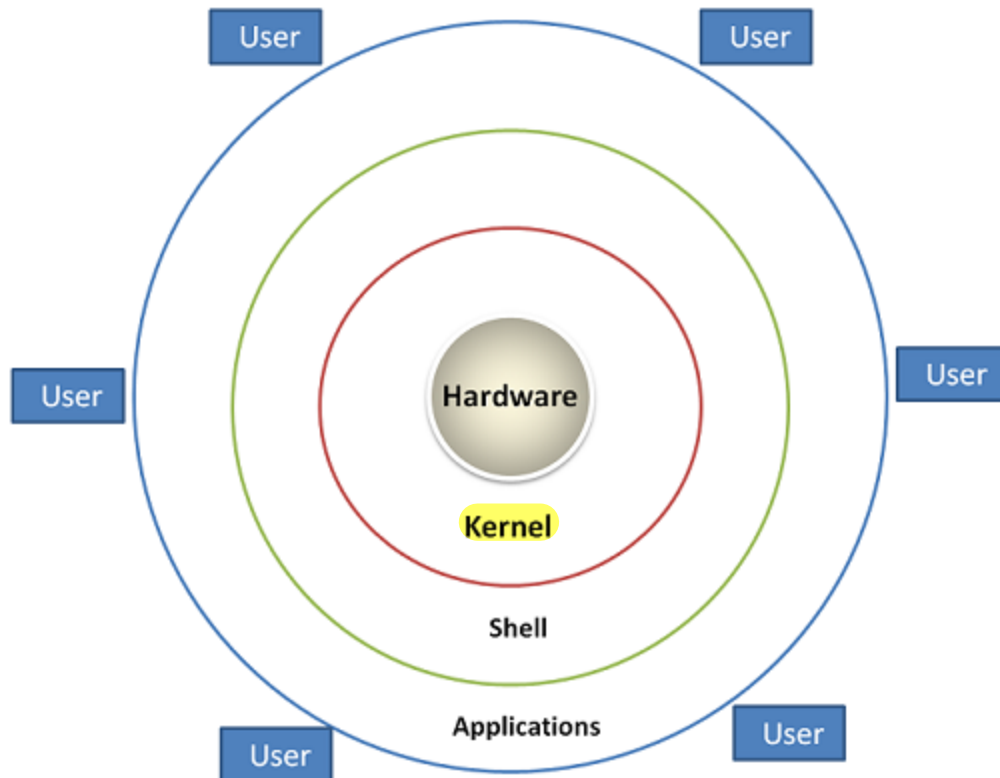 User
User
User
User
Hardware
Kernel
Shell
Applications
User
User